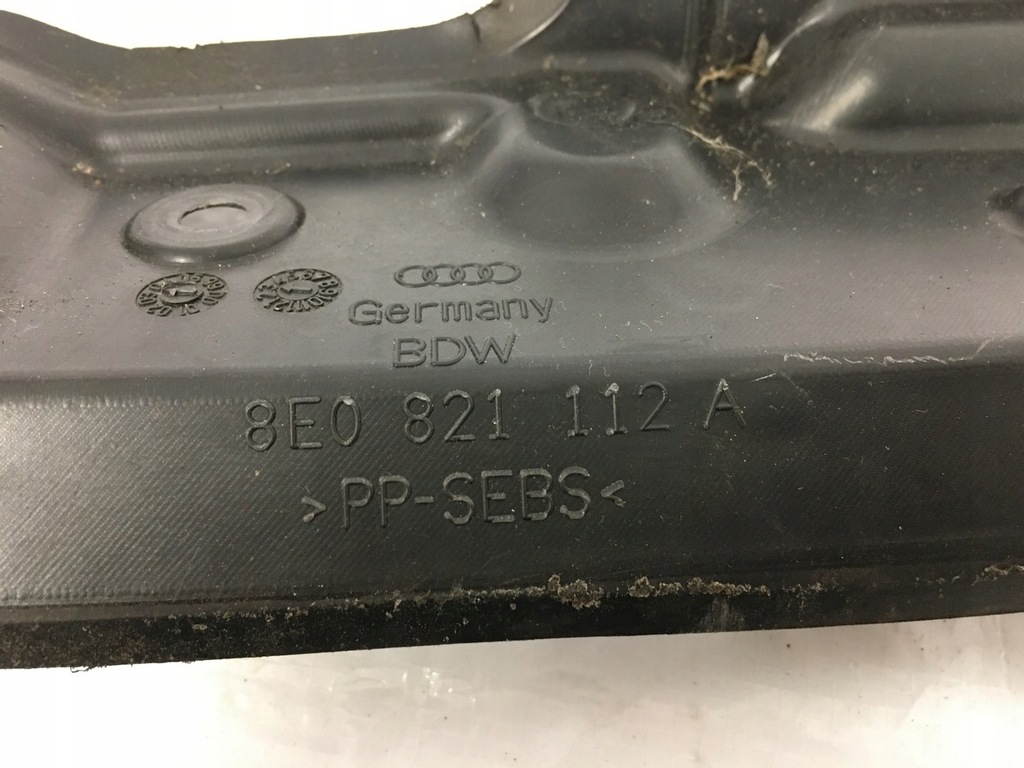 Germany
BDW
8E0 821 112 A
>PP-SEBS<